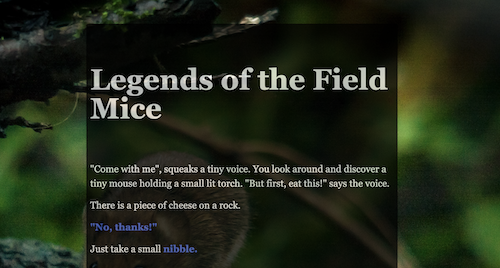 Legends of the Field
Mice
"Come with me", squeaks a tiny voice. You look around and discover a
tiny mouse holding a small lit torch. "But first, eat this!" says the voice.
There is a piece of cheese on a rock.
"No, thanks!"
Just take a small nibble.